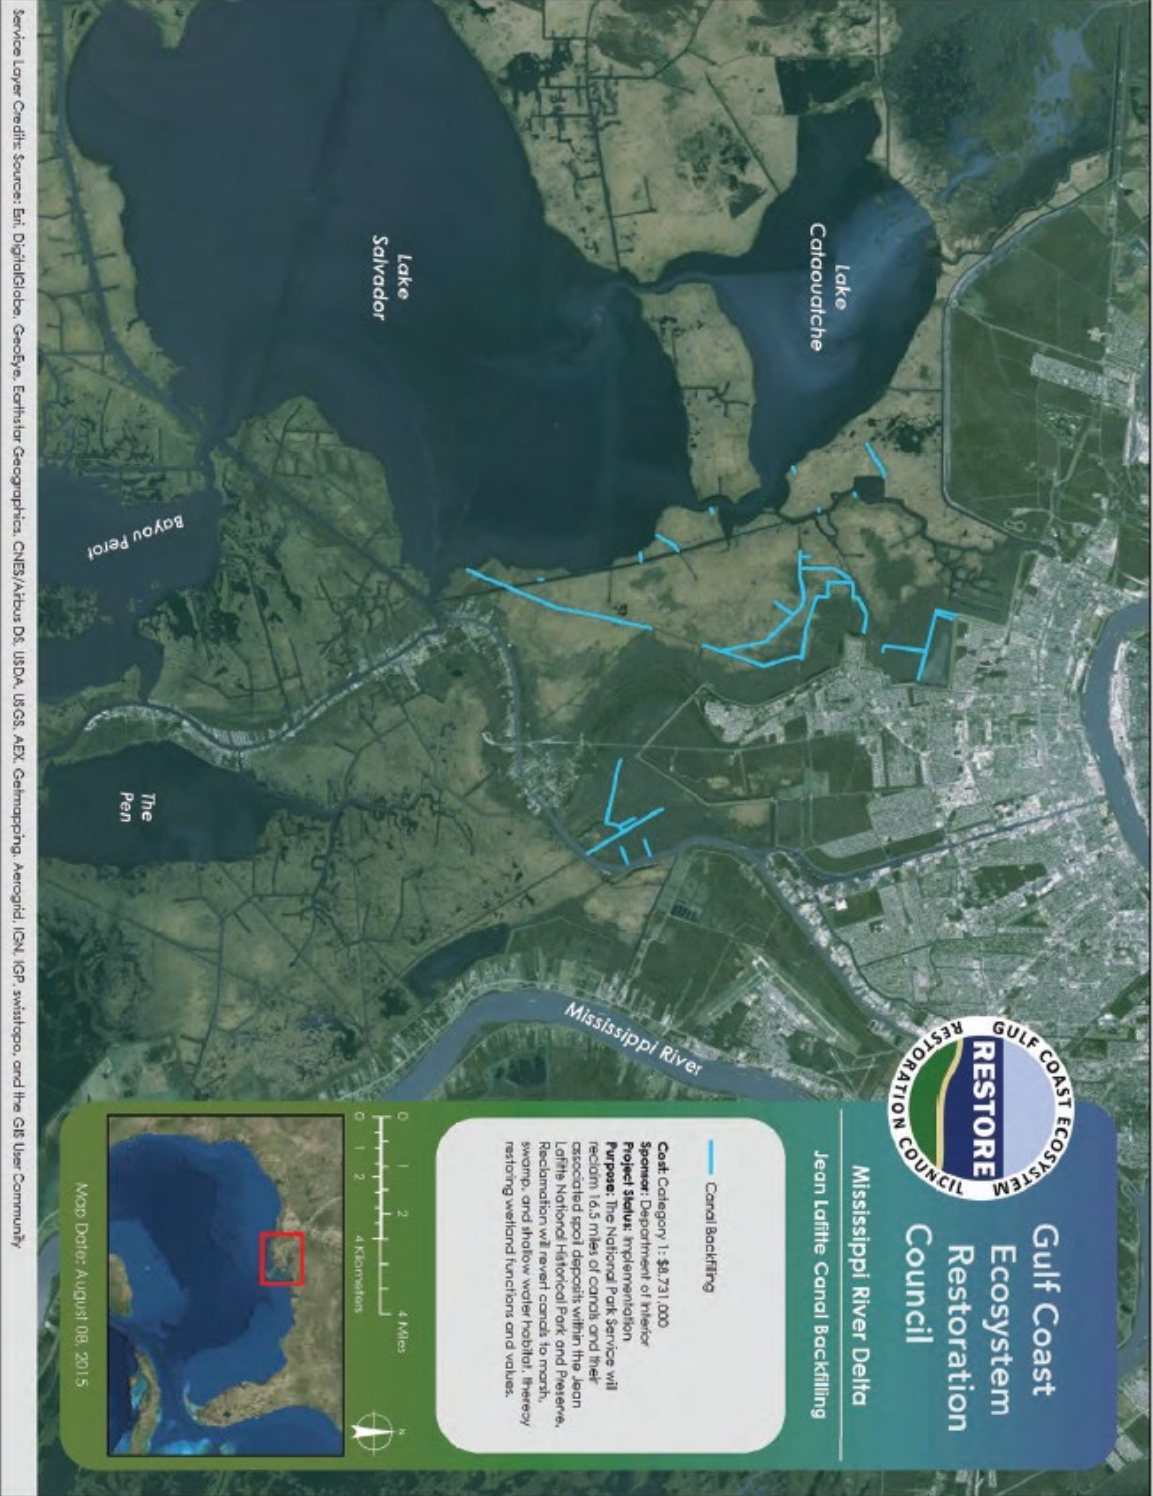 Gulf Coast
Ecosystem
Restoration
Council
GULF COAST ECOSYSTEM
RESTORE
RESTORATION COUNCIL
Mississippi River Delta
Jean Lafitte Canal Backfilling
Canal Backfilling
Cost: Category 1: $8,731,000
Sponsor: Department of Interior
Project Status: Implementation
Purpose: The National Park Service will
reclaim 16.5 miles of canals and their
associated spoil deposits within the Jean
Lafitte National Historical Park and Preserve.
Reclamation will revert canals to marsh,
swamp, and shallow water habitat, thereby
restoring wetland functions and values.
0 1 2 4 Miles
0 1 2 4 Kilometers
N
Map Date: August 08, 2015
Lake
Cataouatche
Lake
Salvador
Mississippi River
Bayou Perot
The
Pen
Service Layer Credits: Source: Esri, DigitalGlobe, GeoEye, Earthstar Geographics, CNES/Airbus DS, USDA, USGS, AEX, Getmapping, Aerogrid, IGN, IGP, swisstopo, and the GIS User Community